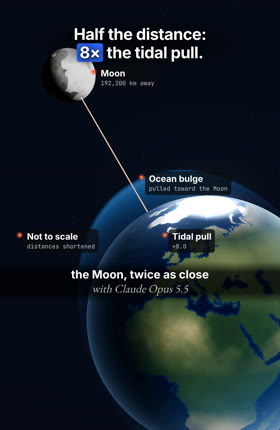 Half the distance:
8× the tidal pull.
Moon
192,200 km away
Ocean bulge
pulled toward the Moon
Not to scale
distances shortened
Tidal pull
×8.0
the Moon, twice as close
with Claude Opus 5.5